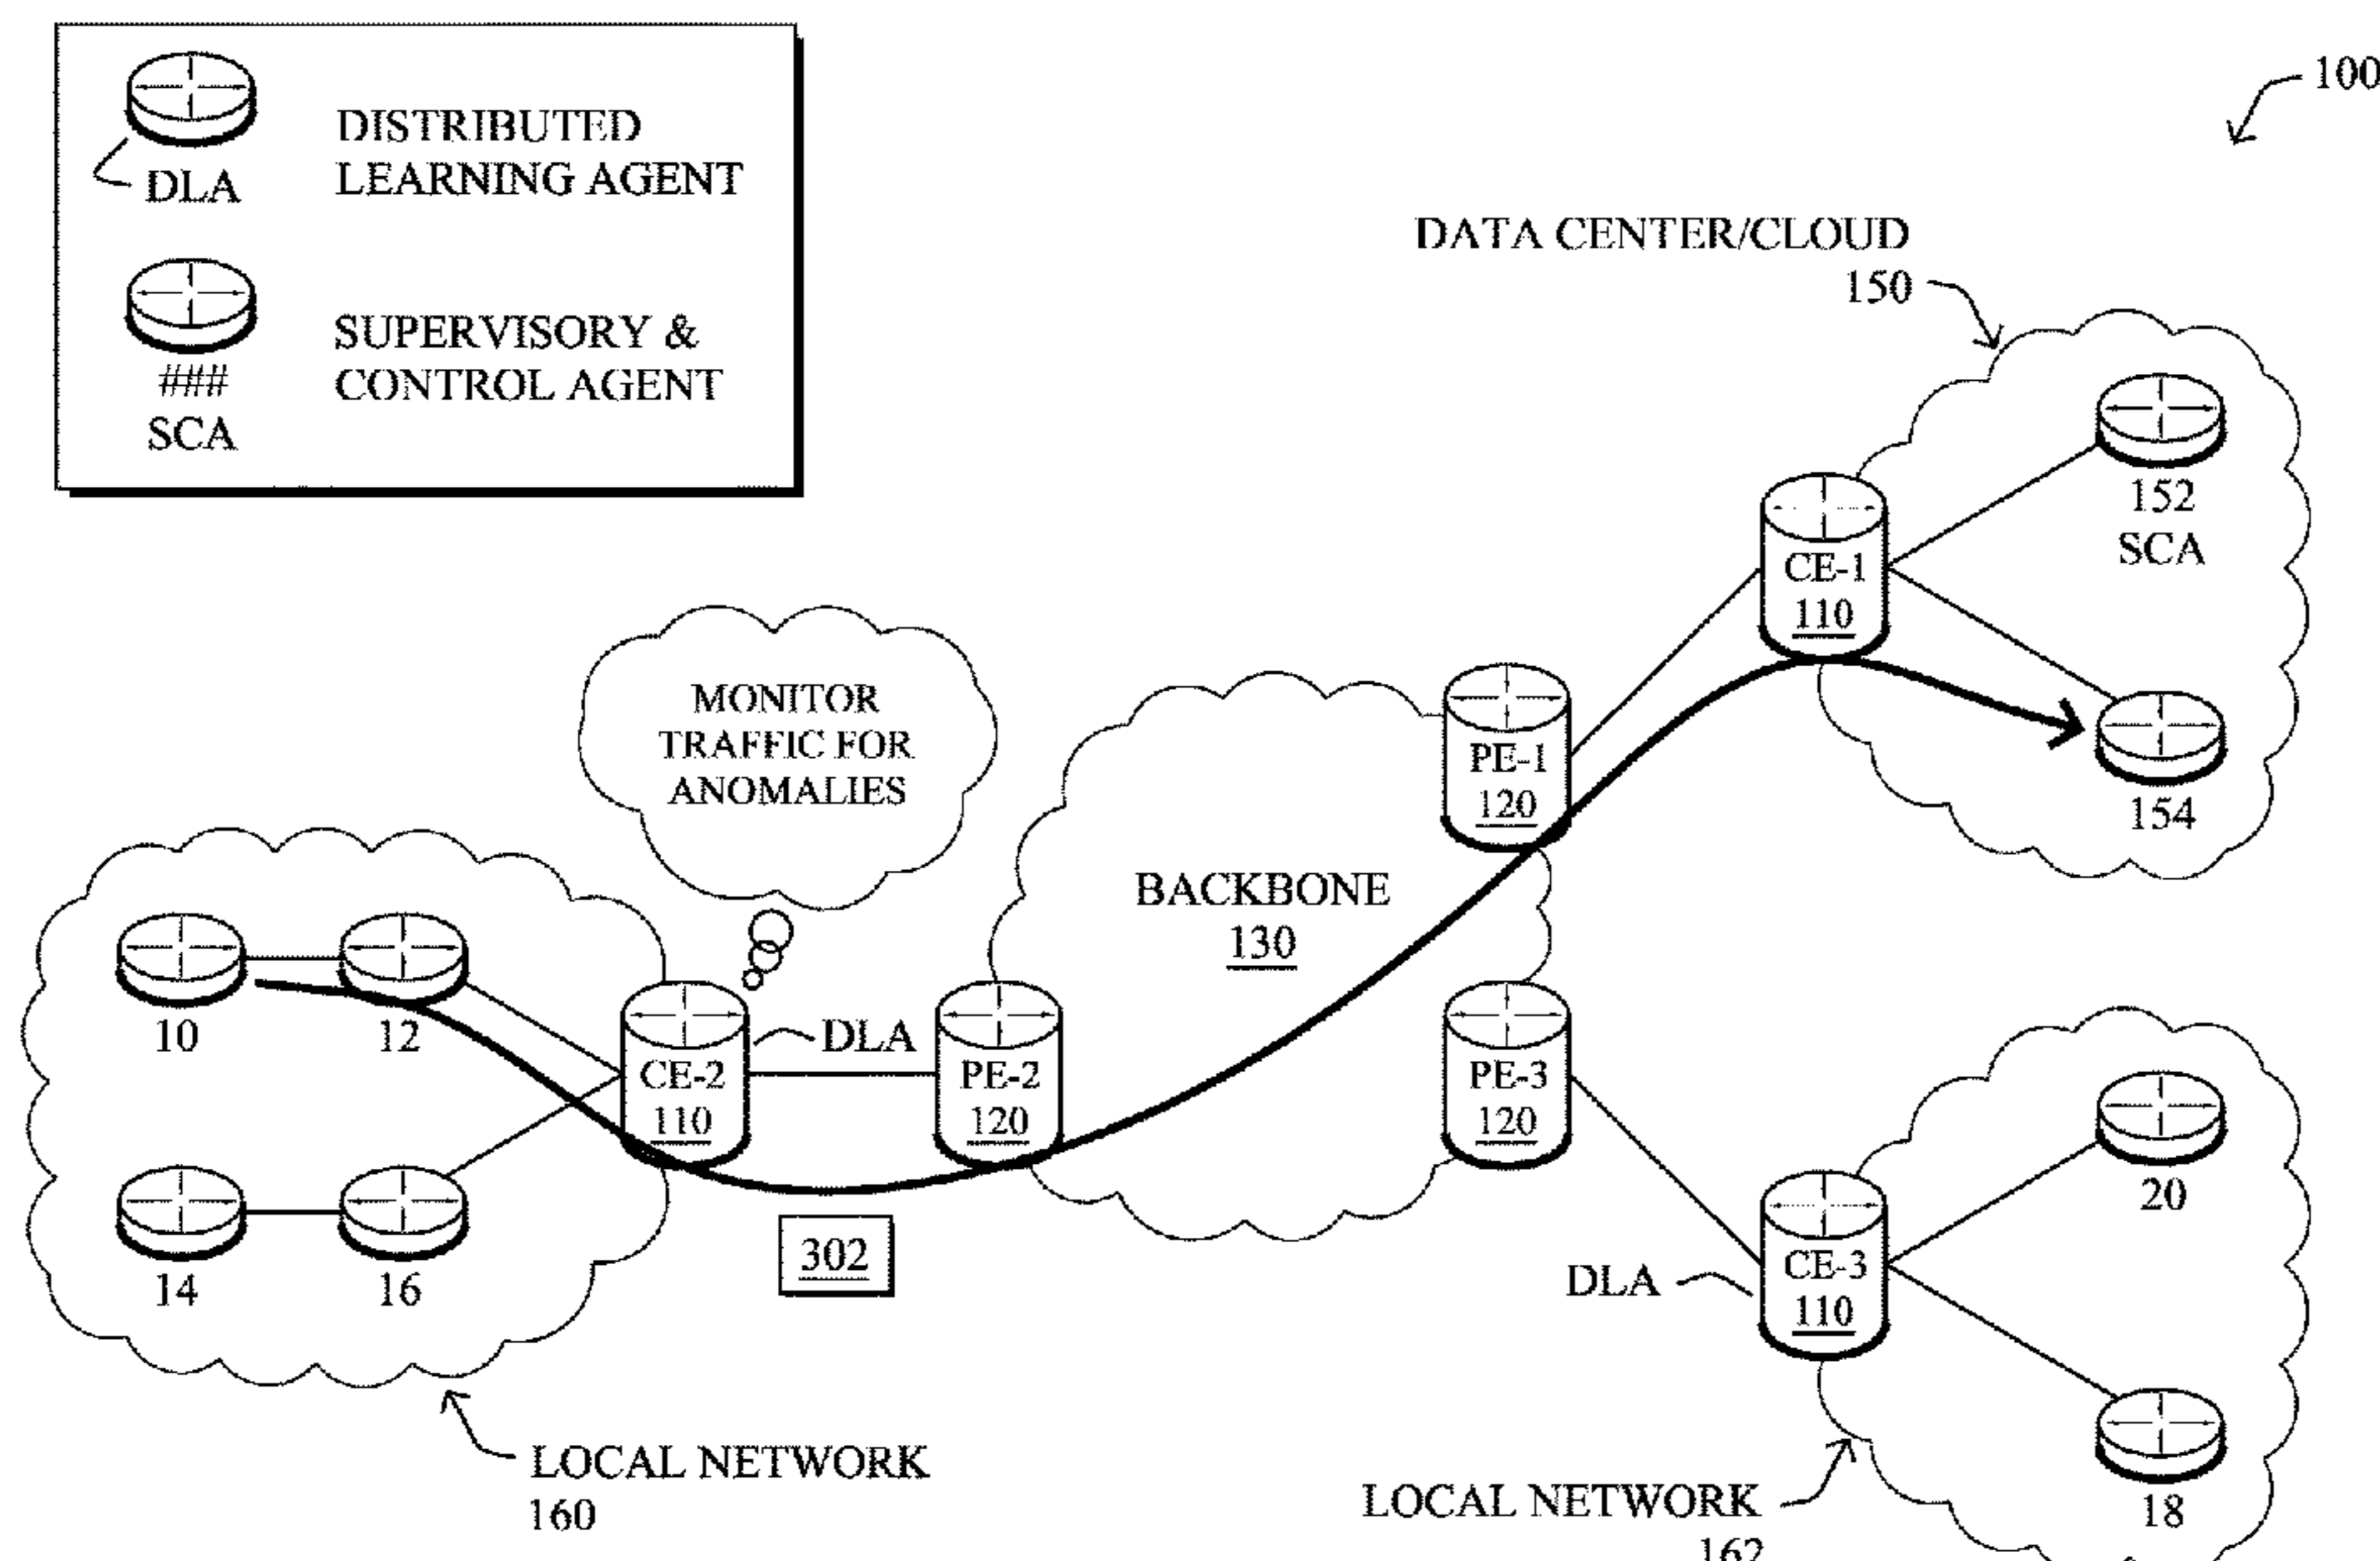 DISTRIBUTED
LEARNING AGENT
DLA
SUPERVISORY &
CONTROL AGENT
###
SCA
100
DATA CENTER/CLOUD
150
152
SCA
CE-1
110
154
MONITOR
TRAFFIC FOR
ANOMALIES
PE-1
120
BACKBONE
130
10
12
DLA
CE-2
110
PE-2
120
PE-3
120
14
16
302
DLA
CE-3
110
20
18
LOCAL NETWORK
160
LOCAL NETWORK
162